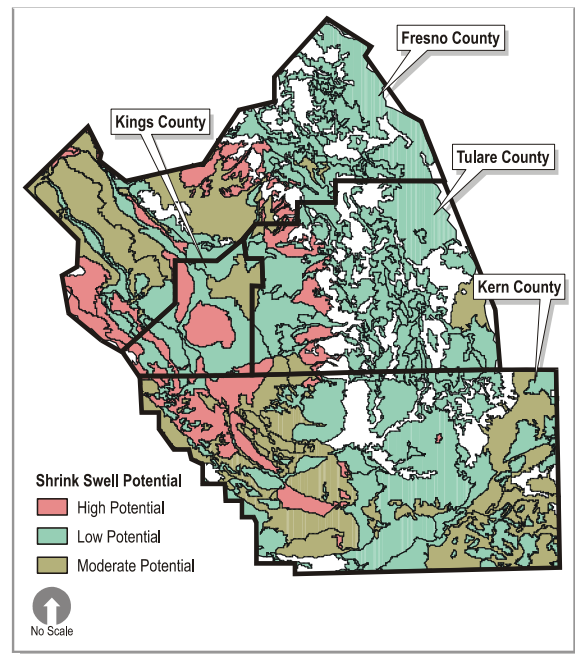 Fresno County
Kings County
Tulare County
Kern County
Shrink Swell Potential
High Potential
Low Potential
Moderate Potential
No Scale